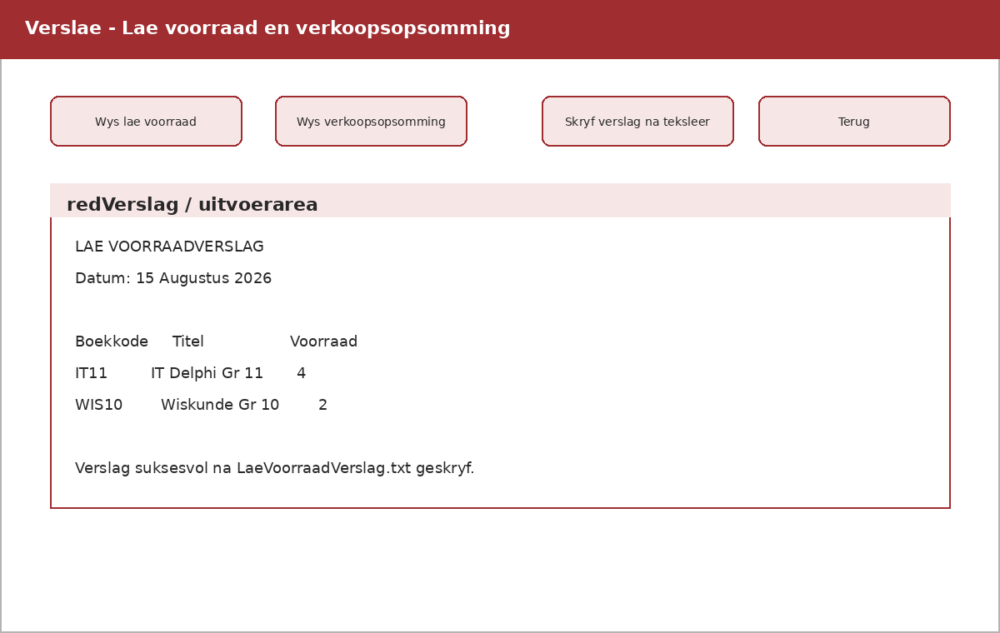 Verslae - Lae voorraad en verkoopsopsomming
Wys lae voorraad
Wys verkoopsopsomming
Skryf verslag na teksleer
Terug
redVerslag / uitvoerarea
LAE VOORRAADVERSLAG
Datum: 15 Augustus 2026
Boekkode Titel Voorraad
IT11 IT Delphi Gr 11 4
WIS10 Wiskunde Gr 10 2
Verslag suksesvol na LaeVoorraadVerslag.txt geskryf.